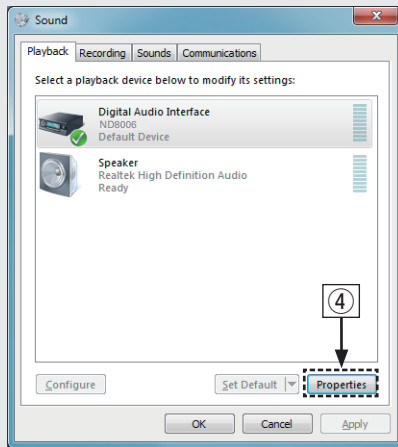 Sound
Playback Recording Sounds Communications
Select a playback device below to modify its settings:
Digital Audio Interface
ND8006
Default Device
Speaker
Realtek High Definition Audio
Ready
④
Configure Set Default Properties
OK Cancel Apply